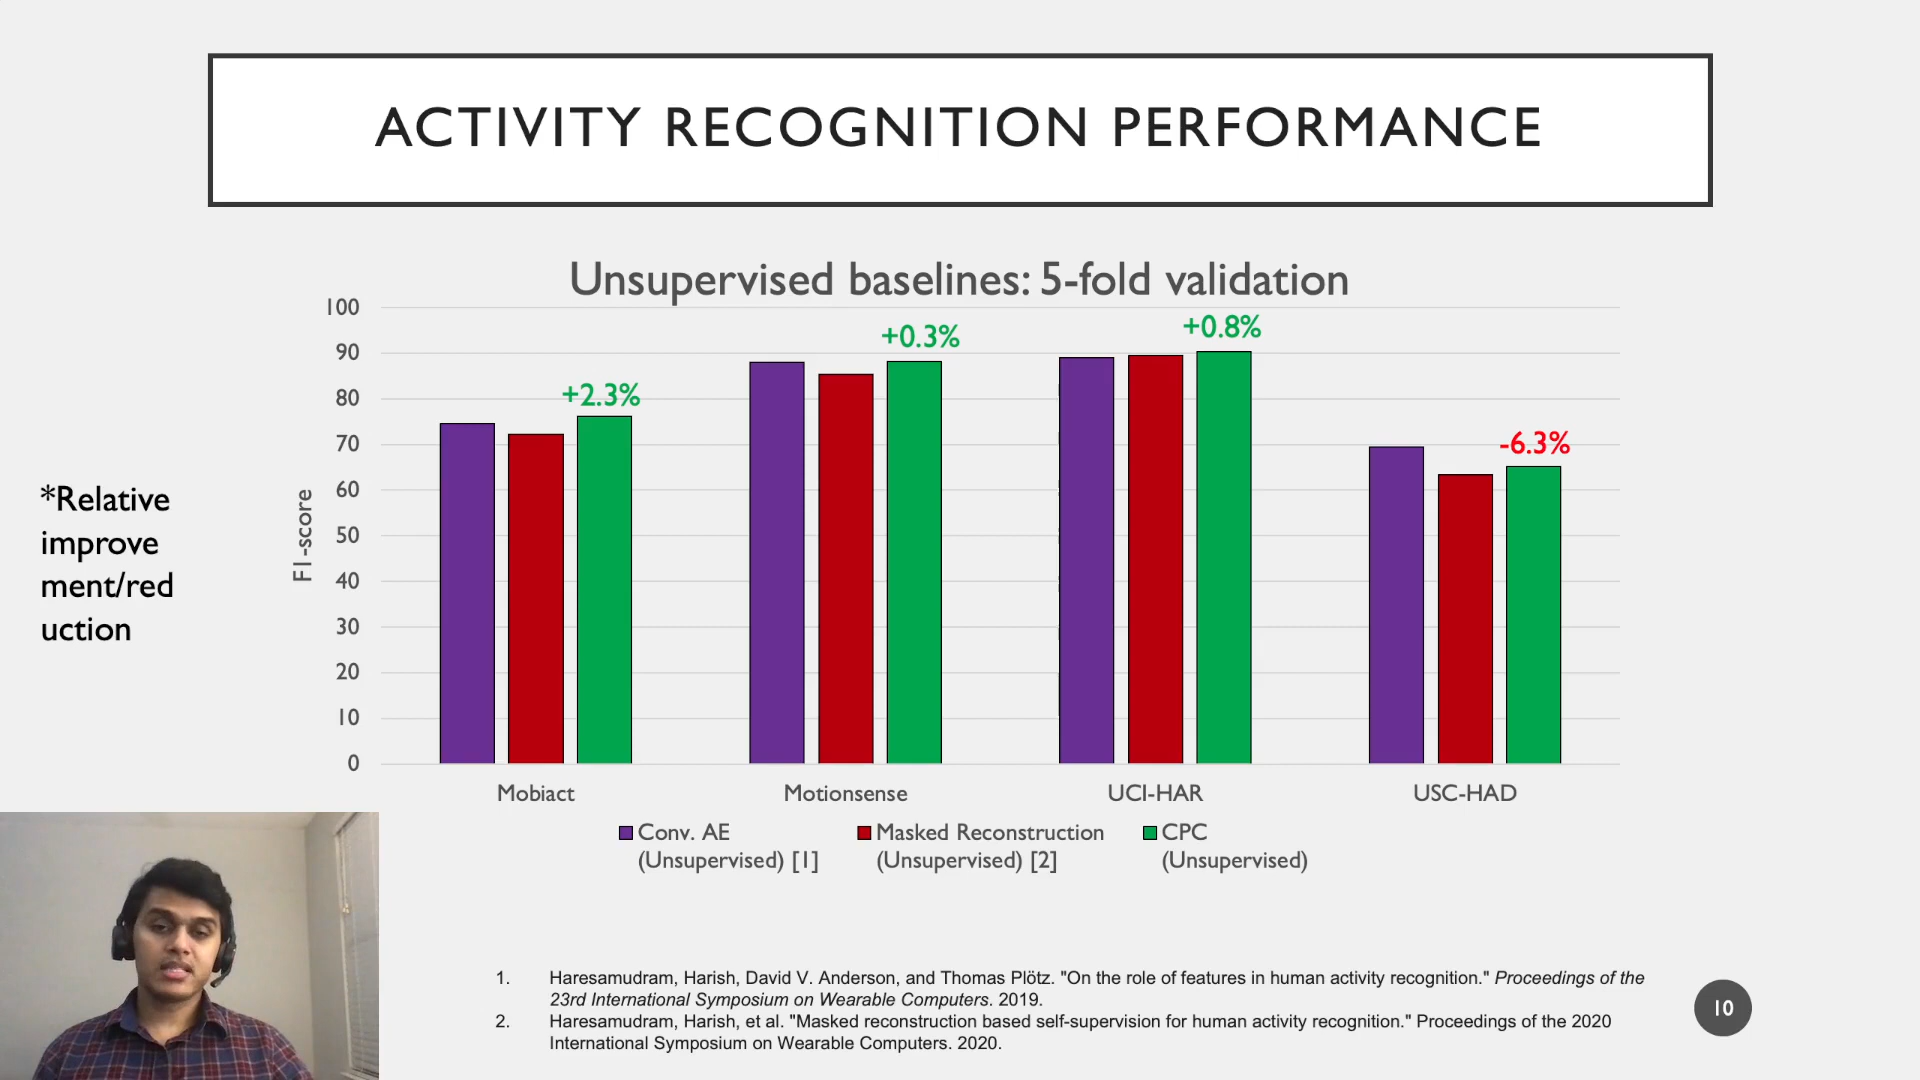 ACTIVITY RECOGNITION PERFORMANCE
Unsupervised baselines: 5-fold validation
*Relative
improve
ment/red
uction
F1-score
100
90
80
70
60
50
40
30
20
10
0
+2.3%
+0.3%
+0.8%
-6.3%
Mobiact
Motionsense
UCI-HAR
USC-HAD
Conv. AE
(Unsupervised) [1]
Masked Reconstruction
(Unsupervised) [2]
CPC
(Unsupervised)
1. Haresamudram, Harish, David V. Anderson, and Thomas Plötz. "On the role of features in human activity recognition." Proceedings of the
23rd International Symposium on Wearable Computers. 2019.
2. Haresamudram, Harish, et al. "Masked reconstruction based self-supervision for human activity recognition." Proceedings of the 2020
International Symposium on Wearable Computers. 2020.
10